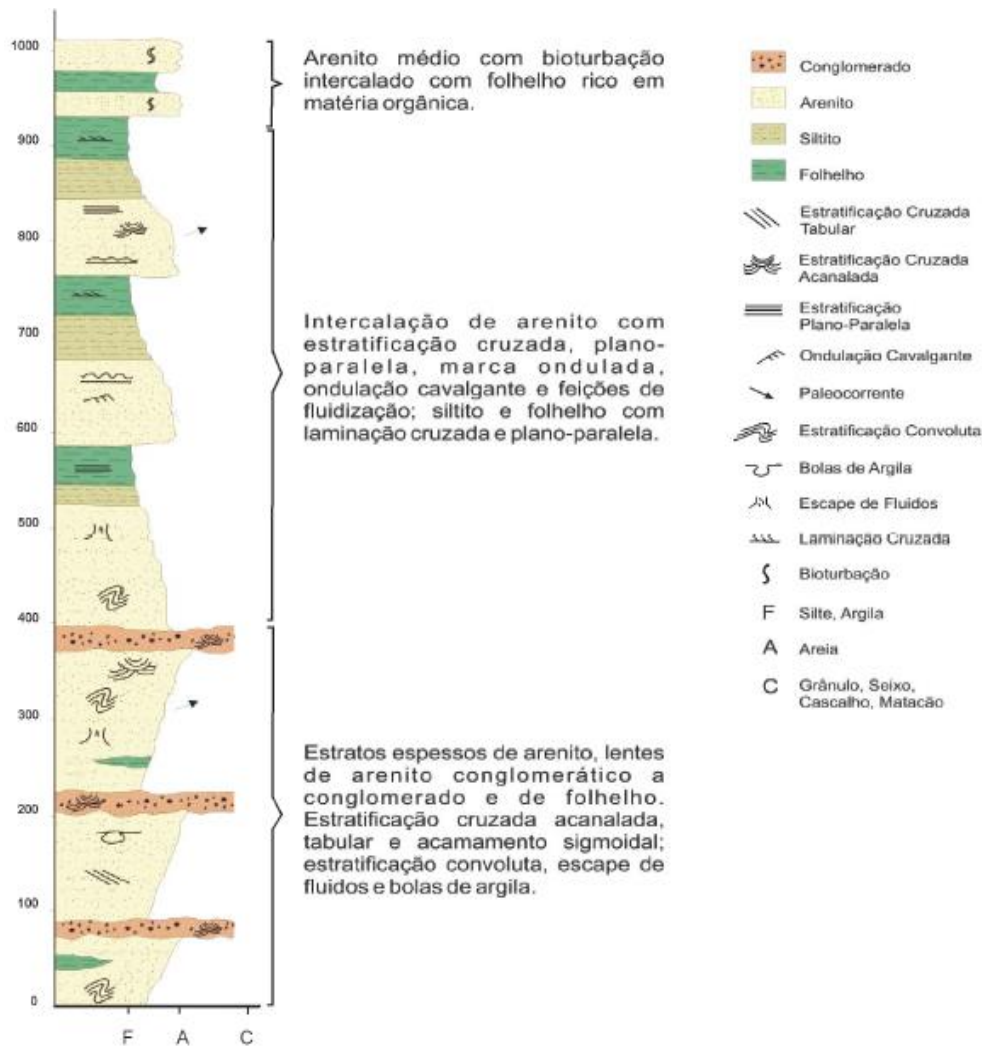 1000
900
800
700
600
500
400
300
200
100
0
F A C
Arenito médio com bioturbação
intercalado com folhelho rico em
matéria orgânica.
Intercalação de arenito com
estratificação cruzada, plano-
paralela, marca ondulada,
ondulação cavalgante e feições de
fluidização; siltito e folhelho com
laminação cruzada e plano-paralela.
Estratos espessos de arenito, lentes
de arenito conglomerático a
conglomerado e de folhelho.
Estratificação cruzada acanalada,
tabular e acamamento sigmoidal;
estratificação convoluta, escape de
fluidos e bolas de argila.
Conglomerado
Arenito
Siltito
Folhelho
Estratificação Cruzada
Tabular
Estratificação Cruzada
Acanalada
Estratificação
Plano-Paralela
Ondulação Cavalgante
Paleocorrente
Estratificação Convoluta
Bolas de Argila
Escape de Fluidos
Laminação Cruzada
Bioturbação
F Silte, Argila
A Areia
C Grânulo, Seixo,
Cascalho, Matacão